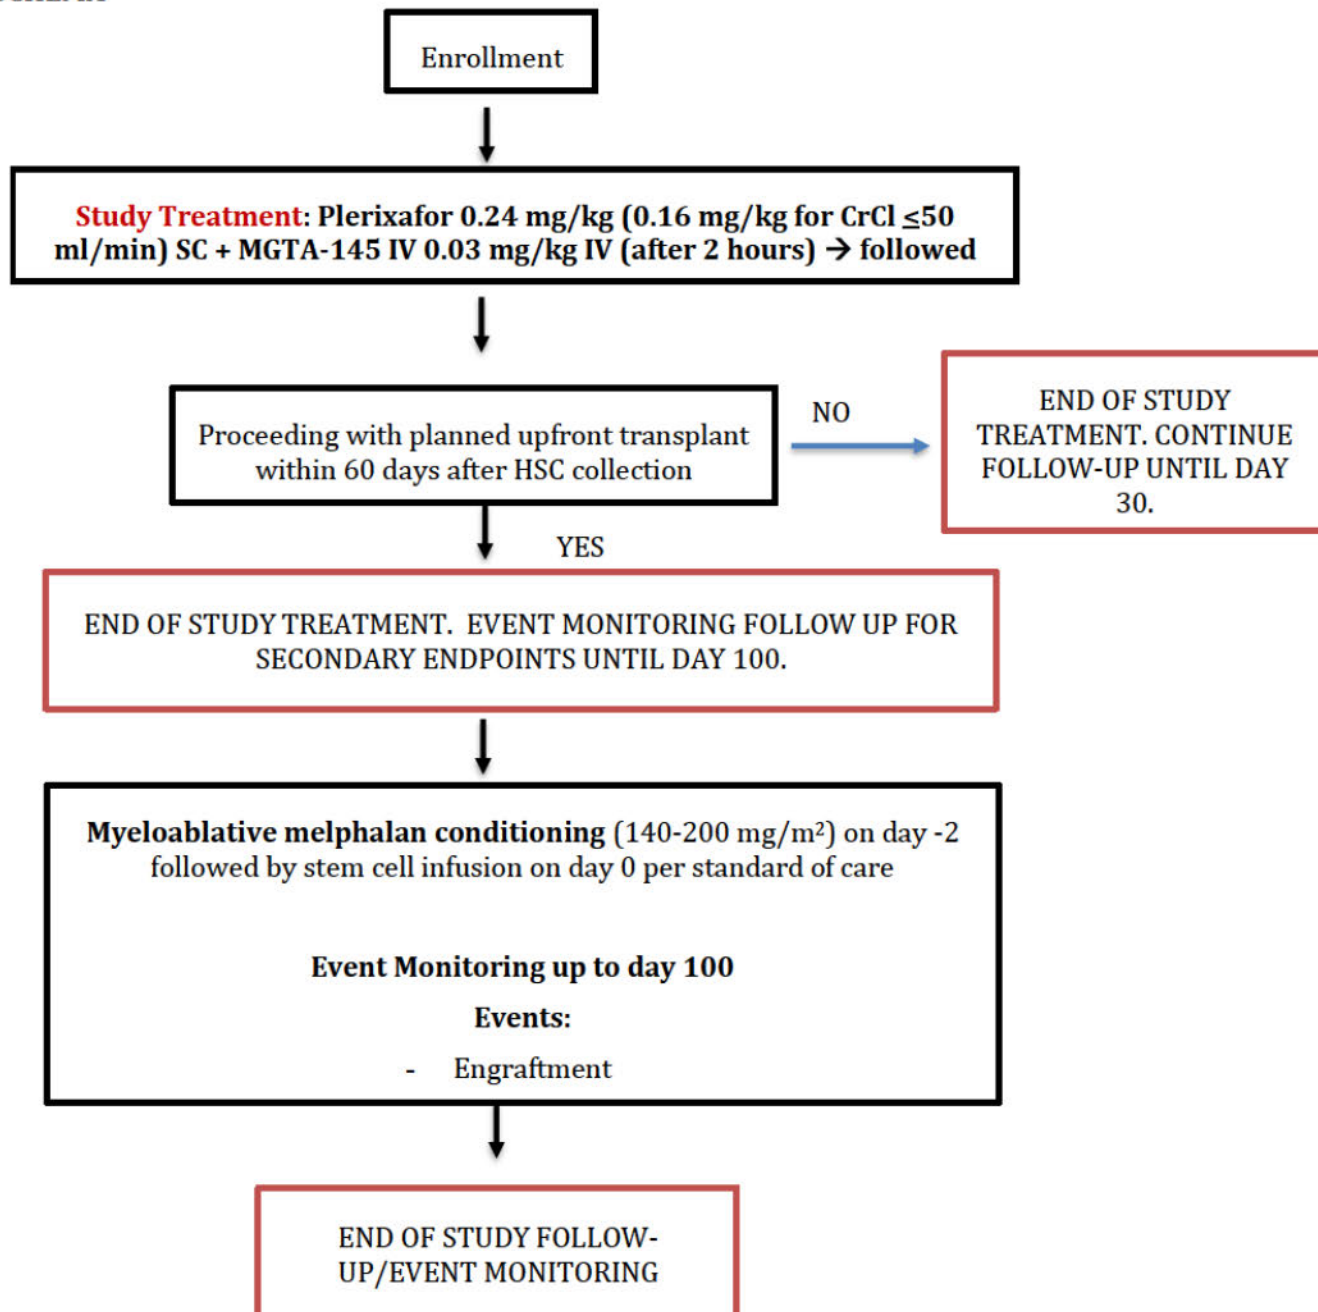 Enrollment
Study Treatment: Plerixafor 0.24 mg/kg (0.16 mg/kg for CrCl ≤50
ml/min) SC + MGTA-145 IV 0.03 mg/kg IV (after 2 hours) → followed
Proceeding with planned upfront transplant
within 60 days after HSC collection
NO
END OF STUDY
TREATMENT. CONTINUE
FOLLOW-UP UNTIL DAY
30.
YES
END OF STUDY TREATMENT. EVENT MONITORING FOLLOW UP FOR
SECONDARY ENDPOINTS UNTIL DAY 100.
Myeloablative melphalan conditioning (140-200 mg/m²) on day -2
followed by stem cell infusion on day 0 per standard of care
Event Monitoring up to day 100
Events:
- Engraftment
END OF STUDY FOLLOW-
UP/EVENT MONITORING